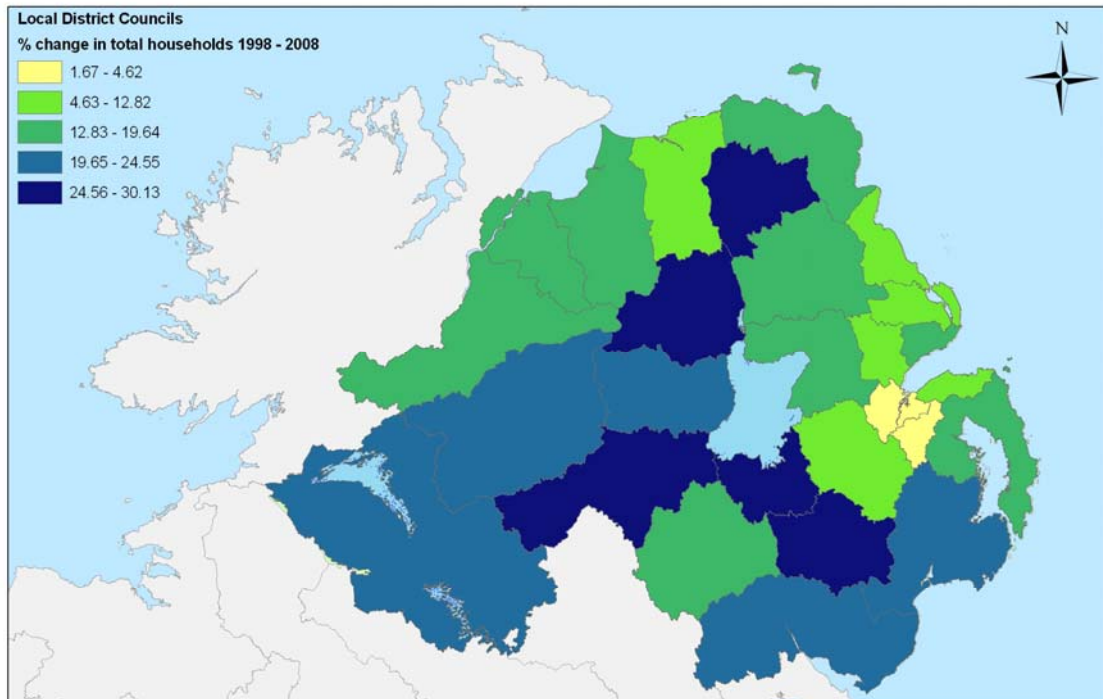 Local District Councils
% change in total households 1998 - 2008
1.67 - 4.62
4.63 - 12.82
12.83 - 19.64
19.65 - 24.55
24.56 - 30.13
N